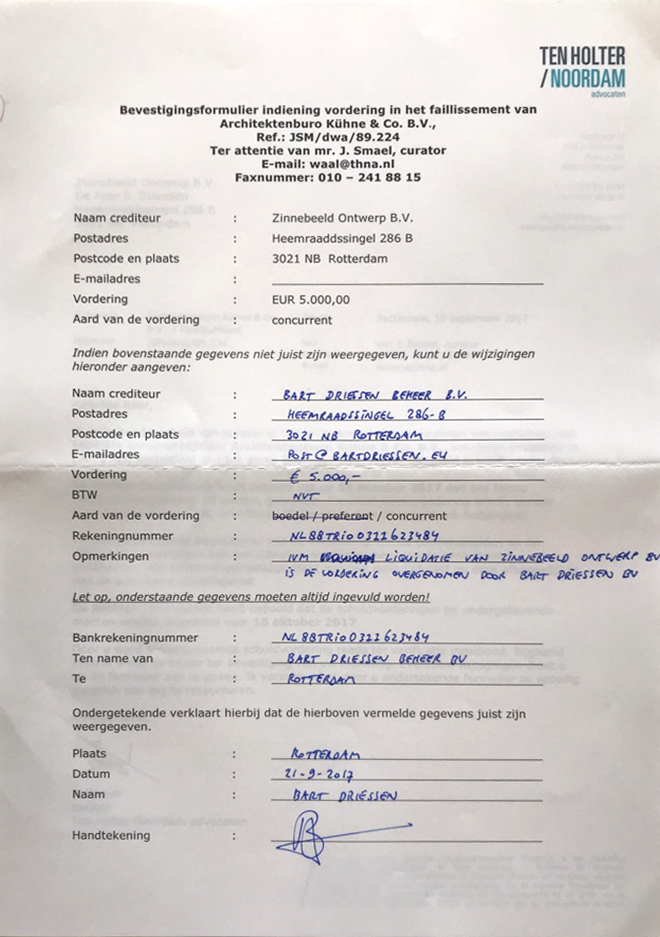 TEN HOLTER
/NOORDAM
advocaten
Bevestigingsformulier indiening vordering in het faillissement van
Architektenburo Kühne & Co. B.V.,
Ref.: JSM/dwa/89.224
Ter attentie van mr. J. Smael, curator
E-mail: waal@thna.nl
Faxnummer: 010 – 241 88 15
Naam crediteur : Zinnebeeld Ontwerp B.V.
Postadres : Heemraaddssingel 286 B
Postcode en plaats : 3021 NB Rotterdam
E-mailadres :
Vordering : EUR 5.000,00
Aard van de vordering : concurrent
Indien bovenstaande gegevens niet juist zijn weergegeven, kunt u de wijzigingen
hieronder aangeven:
Naam crediteur : BART DRIESSEN BEHEER B.V.
Postadres : HEEMRAADSSINGEL 286-B
Postcode en plaats : 3021 NB ROTTERDAM
E-mailadres : POST@BARTDRIESSEN.EU
Vordering : € 5.000,-
BTW : NVT
Aard van de vordering : boedel / preferent / concurrent
Rekeningnummer : NL88TRIO0321623484
Opmerkingen : IVM LIQUIDATIE VAN ZINNEBEELD ONTWERP BV
IS DE VORDERING OVERGENOMEN DOOR BART DRIESSEN BV
Let op, onderstaande gegevens moeten altijd ingevuld worden!
Bankrekeningnummer : NL88TRIO0321623484
Ten name van : BART DRIESSEN BEHEER BV
Te : ROTTERDAM
Ondergetekende verklaart hierbij dat de hierboven vermelde gegevens juist zijn
weergegeven.
Plaats : ROTTERDAM
Datum : 21-9-2017
Naam : BART DRIESSEN
Handtekening :